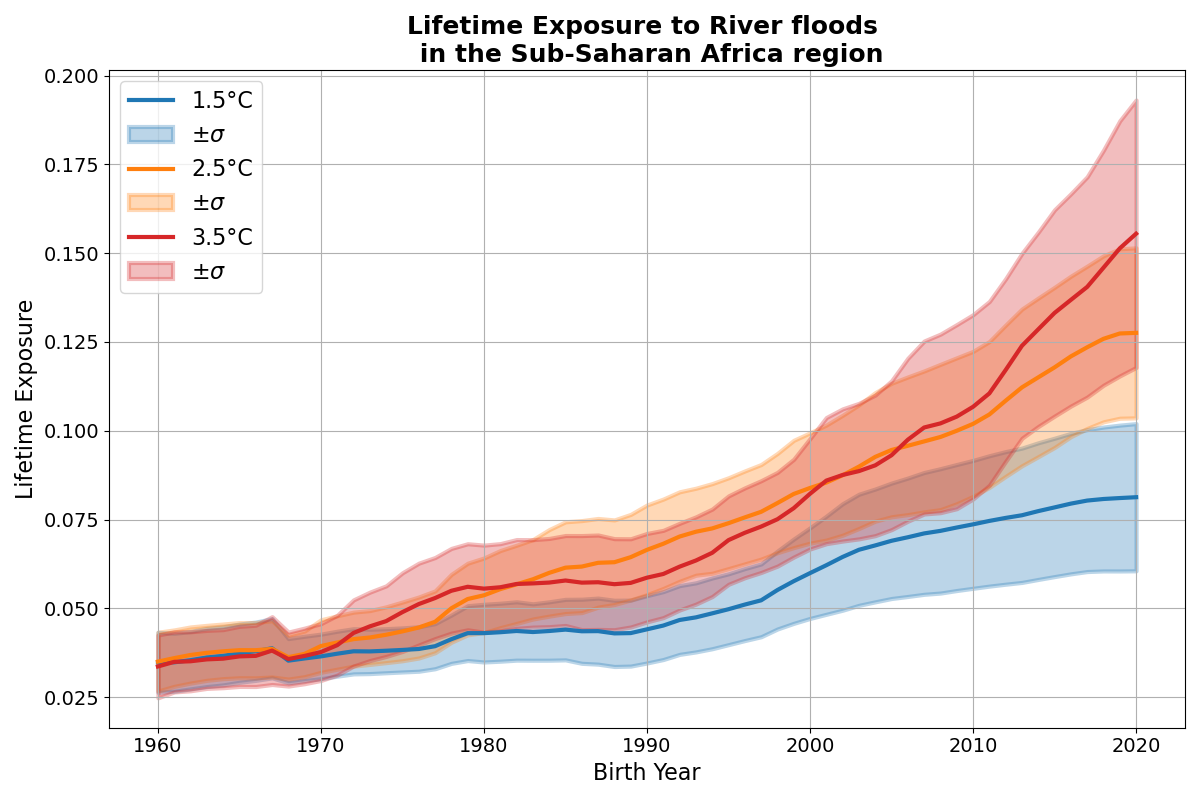 Lifetime Exposure to River floods
in the Sub-Saharan Africa region
1.5°C
±σ
2.5°C
±σ
3.5°C
±σ
0.200
0.175
0.150
0.125
0.100
0.075
0.050
0.025
Lifetime Exposure
1960 1970 1980 1990 2000 2010 2020
Birth Year